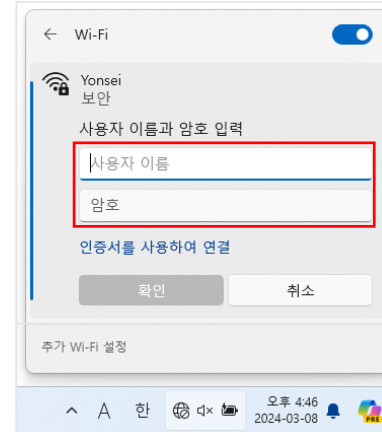 Wi-Fi
Yonsei
보안
사용자 이름과 암호 입력
사용자 이름
암호
인증서를 사용하여 연결
확인 취소
추가 Wi-Fi 설정
A 한 오후 4:46
2024-03-08
PRE